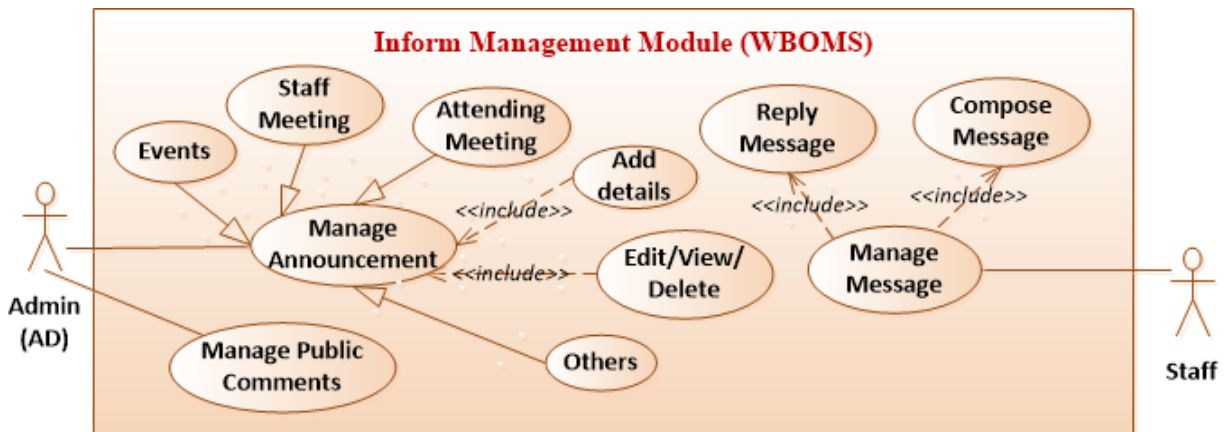 Inform Management Module (WBOMS)
Staff
Meeting
Attending
Meeting
Reply
Message
Compose
Message
Events
Add
details
<<include>>
<<include>>
<<include>>
Manage
Announcement
<<include>>
Edit/View/
Delete
Manage
Message
Admin
(AD)
Manage Public
Comments
Others
Staff